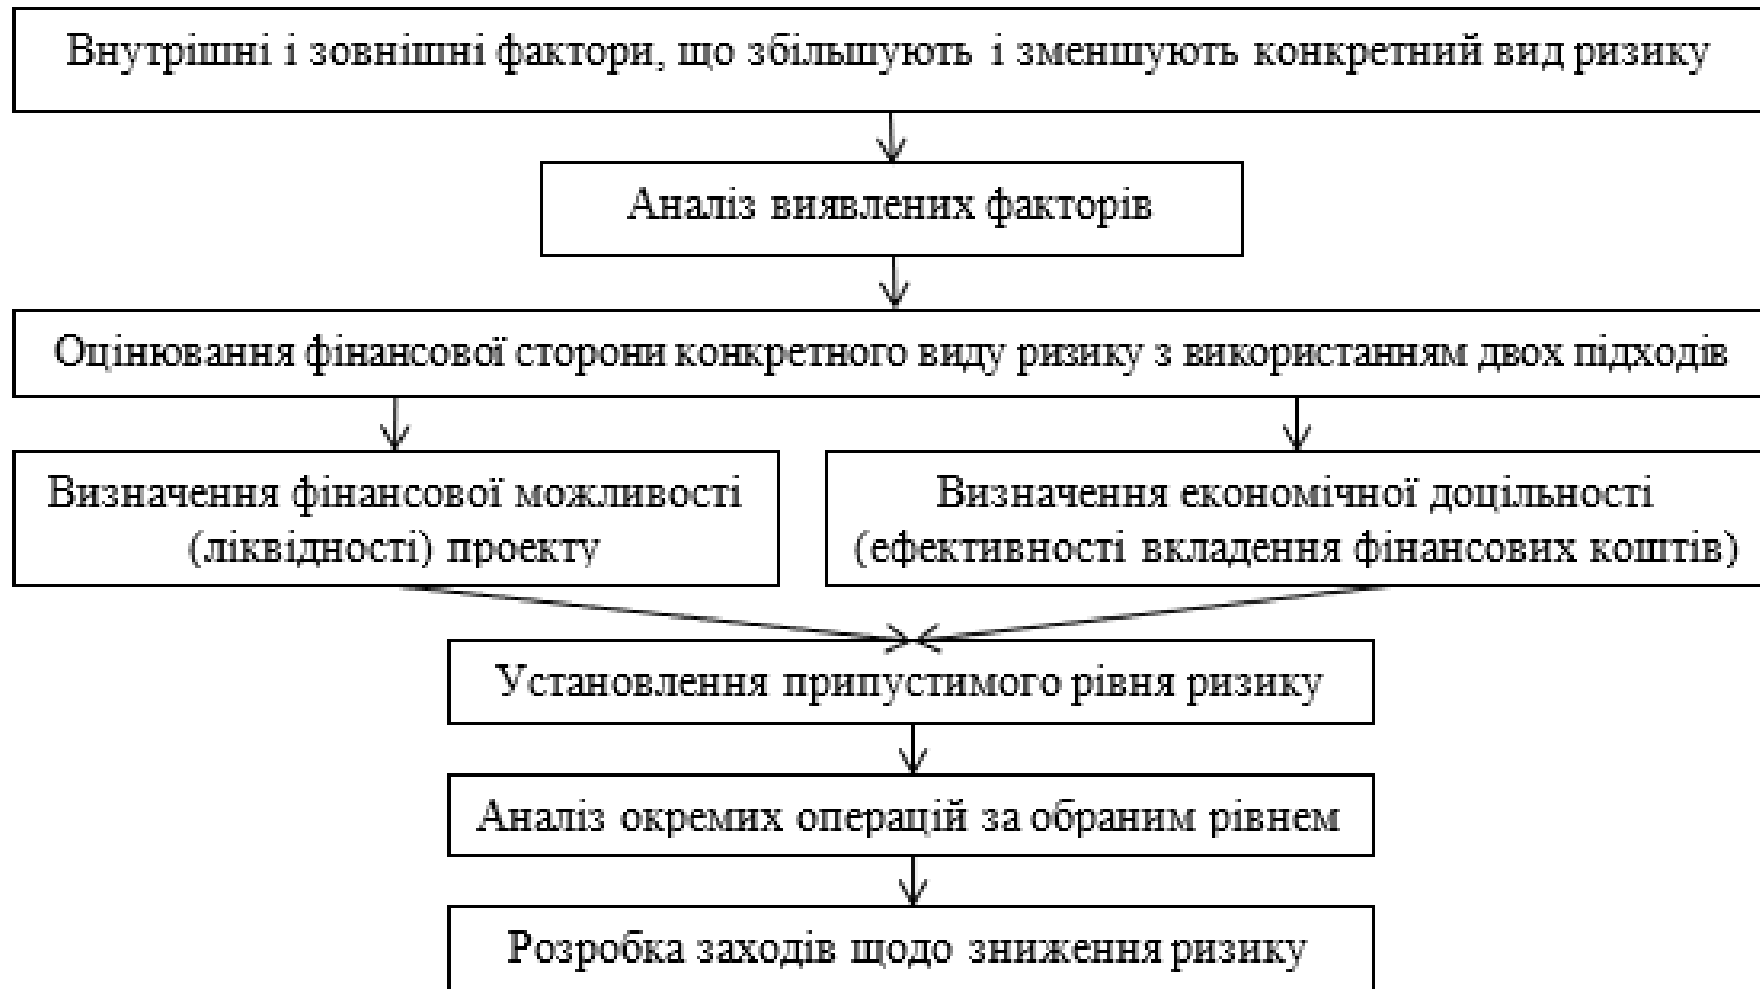 Внутрішні і зовнішні фактори, що збільшують і зменшують конкретний вид ризику
Аналіз виявлених факторів
Оцінювання фінансової сторони конкретного виду ризику з використанням двох підходів
Визначення фінансової можливості
(ліквідності) проекту
Визначення економічної доцільності
(ефективності вкладення фінансових коштів)
Установлення припустимого рівня ризику
Аналіз окремих операцій за обраним рівнем
Розробка заходів щодо зниження ризику